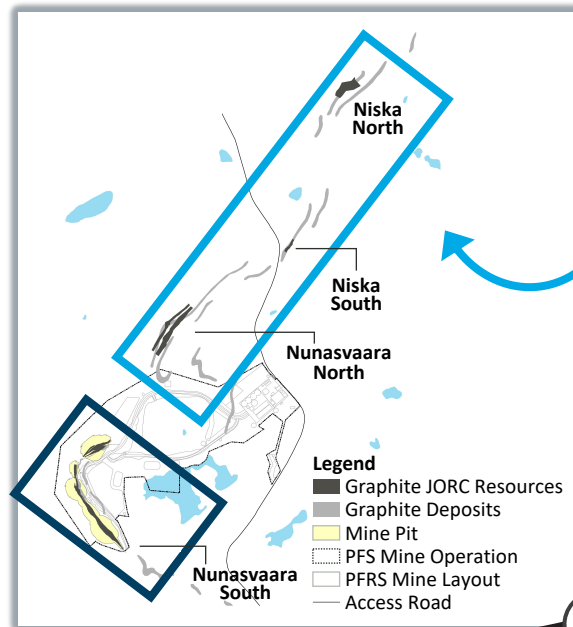 Niska
North
Niska
South
Nunasvaara
North
Nunasvaara
South
Legend
Graphite JORC Resources
Graphite Deposits
Mine Pit
PFS Mine Operation
PFRS Mine Layout
Access Road